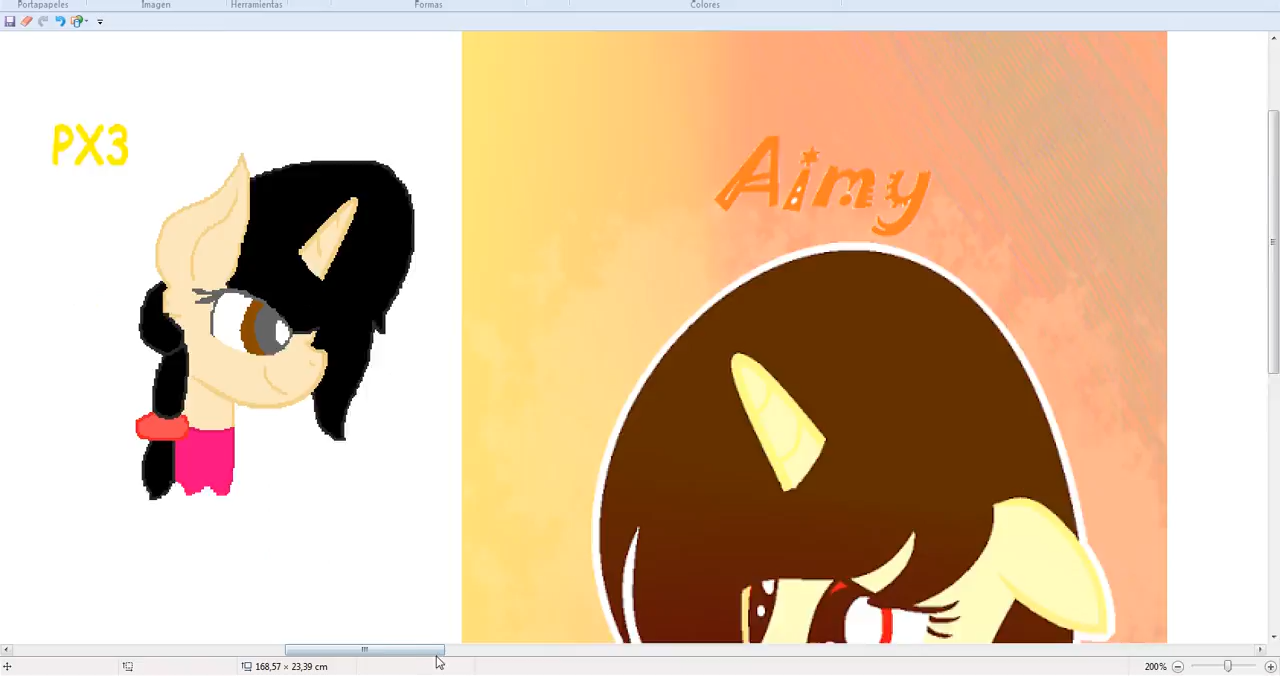 Portapapeles Imagen Herramientas Formas Colores
PX3
Aimy
168,57 × 23,39 cm 200%